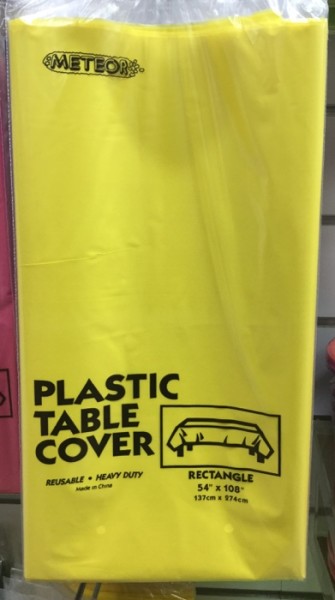 METEOR
PLASTIC
TABLE
COVER
REUSABLE • HEAVY DUTY
Made in China
RECTANGLE
54" x 108"
137cm x 274cm